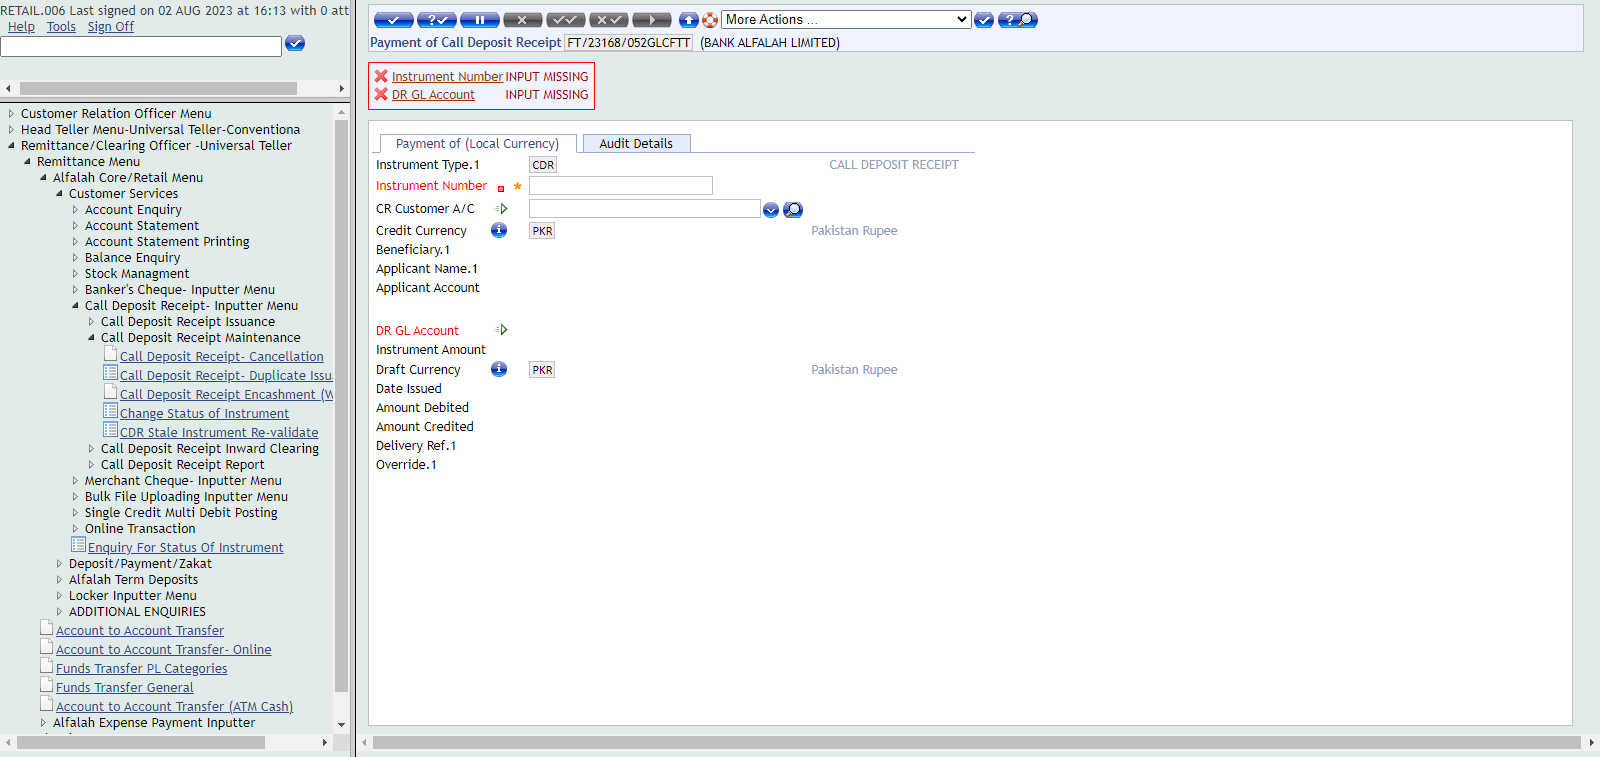 RETAIL.006 Last signed on 02 AUG 2023 at 16:13 with 0 att
Help Tools Sign Off
Customer Relation Officer Menu
Head Teller Menu-Universal Teller-Conventiona
Remittance/Clearing Officer -Universal Teller
Remittance Menu
Alfalah Core/Retail Menu
Customer Services
Account Enquiry
Account Statement
Account Statement Printing
Balance Enquiry
Stock Managment
Banker's Cheque- Inputter Menu
Call Deposit Receipt- Inputter Menu
Call Deposit Receipt Issuance
Call Deposit Receipt Maintenance
Call Deposit Receipt- Cancellation
Call Deposit Receipt- Duplicate Issu
Call Deposit Receipt Encashment (W
Change Status of Instrument
CDR Stale Instrument Re-validate
Call Deposit Receipt Inward Clearing
Call Deposit Receipt Report
Merchant Cheque- Inputter Menu
Bulk File Uploading Inputter Menu
Single Credit Multi Debit Posting
Online Transaction
Enquiry For Status Of Instrument
Deposit/Payment/Zakat
Alfalah Term Deposits
Locker Inputter Menu
ADDITIONAL ENQUIRIES
Account to Account Transfer
Account to Account Transfer- Online
Funds Transfer PL Categories
Funds Transfer General
Account to Account Transfer (ATM Cash)
Alfalah Expense Payment Inputter
More Actions ...
Payment of Call Deposit Receipt FT/23168/052GLCFTT (BANK ALFALAH LIMITED)
Instrument Number INPUT MISSING
DR GL Account INPUT MISSING
Payment of (Local Currency) Audit Details
Instrument Type.1 CDR CALL DEPOSIT RECEIPT
Instrument Number *
CR Customer A/C
Credit Currency PKR Pakistan Rupee
Beneficiary.1
Applicant Name.1
Applicant Account
DR GL Account
Instrument Amount
Draft Currency PKR Pakistan Rupee
Date Issued
Amount Debited
Amount Credited
Delivery Ref.1
Override.1